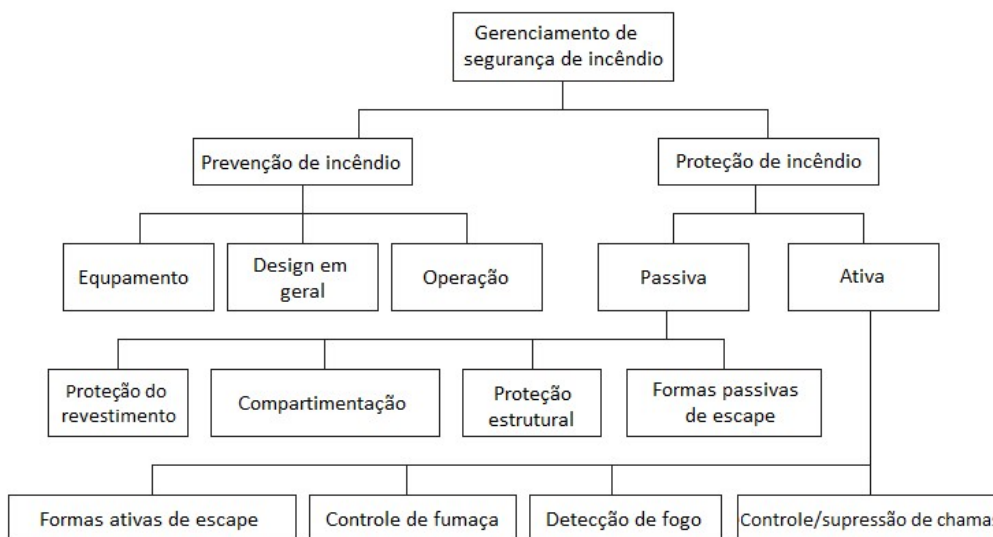 Gerenciamento de
segurança de incêndio
Prevenção de incêndio
Proteção de incêndio
Equpamento
Design em
geral
Operação
Passiva
Ativa
Proteção do
revestimento
Compartimentação
Proteção
estrutural
Formas passivas
de escape
Formas ativas de escape
Controle de fumaça
Detecção de fogo
Controle/supressão de chamas